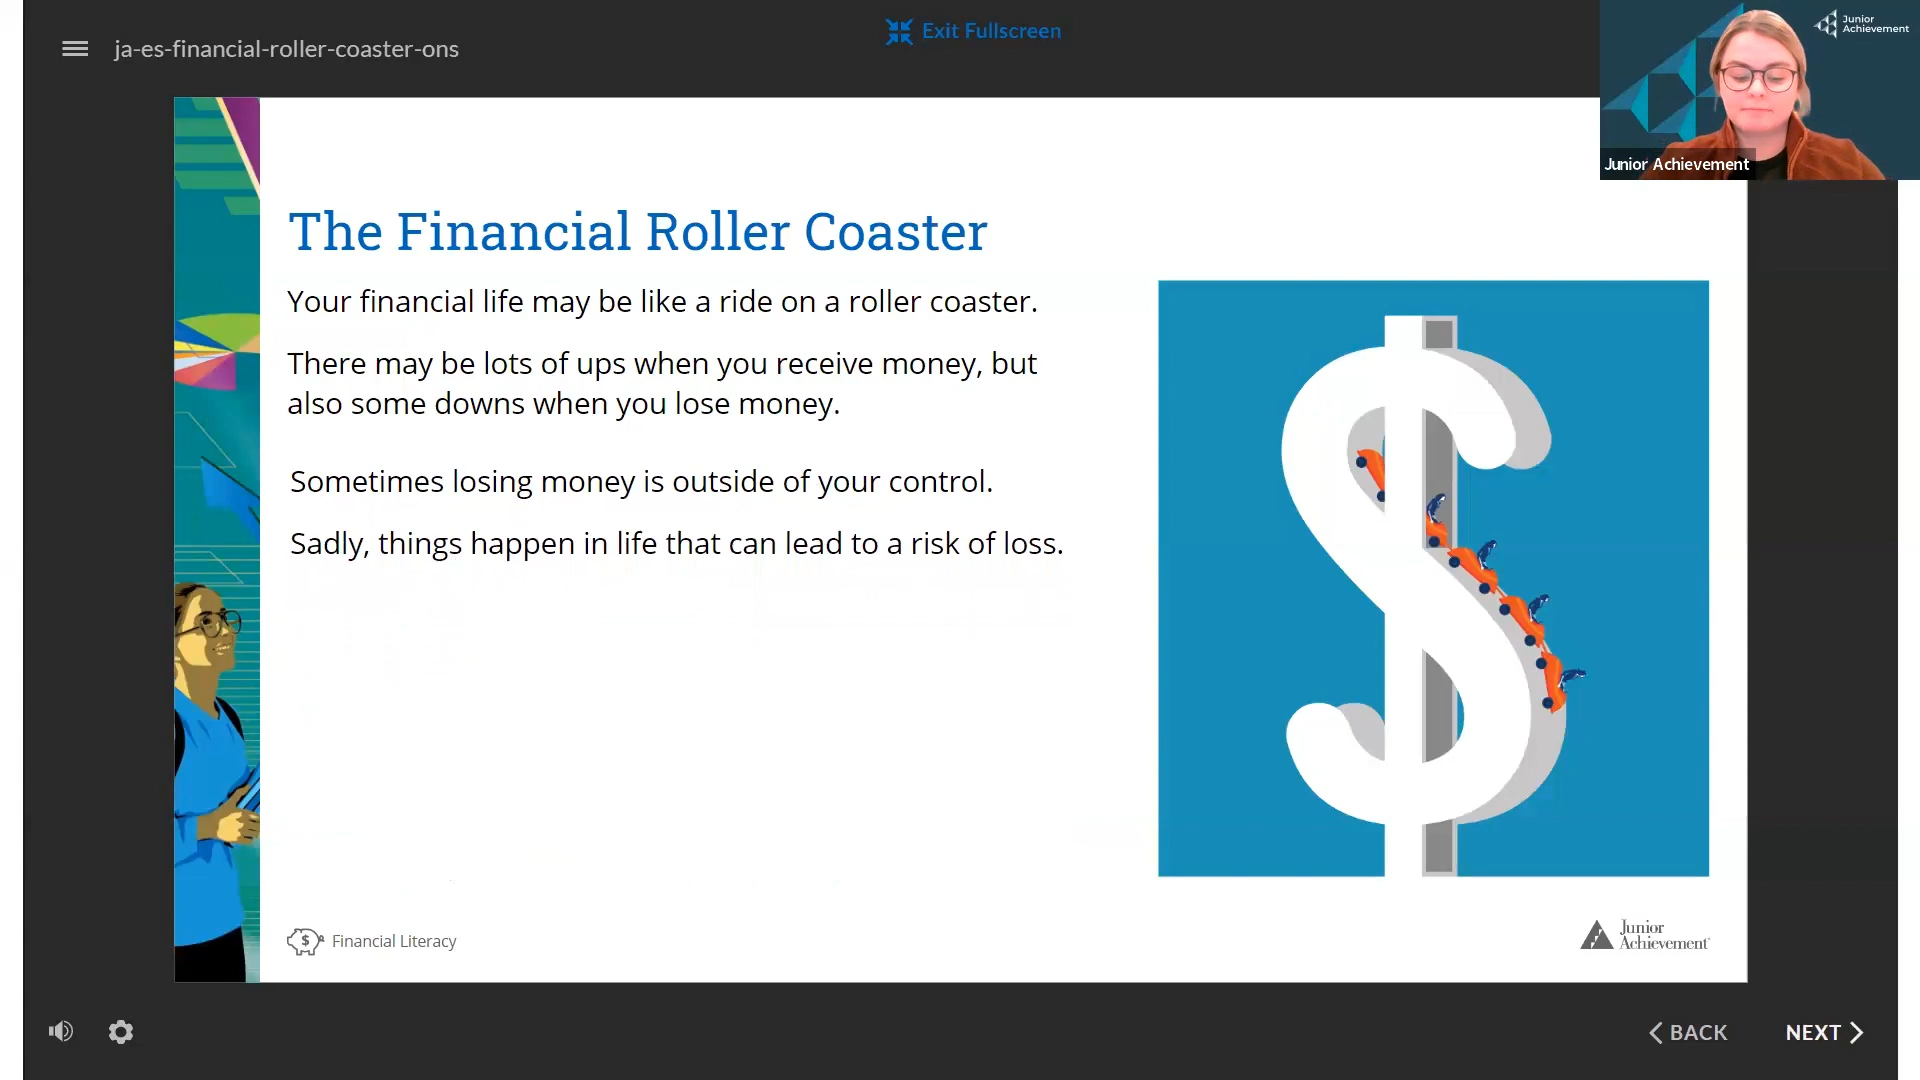 ja-es-financial-roller-coaster-ons
Exit Fullscreen
Junior
Achievement
Junior Achievement
The Financial Roller Coaster
Your financial life may be like a ride on a roller coaster.
There may be lots of ups when you receive money, but
also some downs when you lose money.
Sometimes losing money is outside of your control.
Sadly, things happen in life that can lead to a risk of loss.
$ Financial Literacy
Junior
Achievement
BACK
NEXT